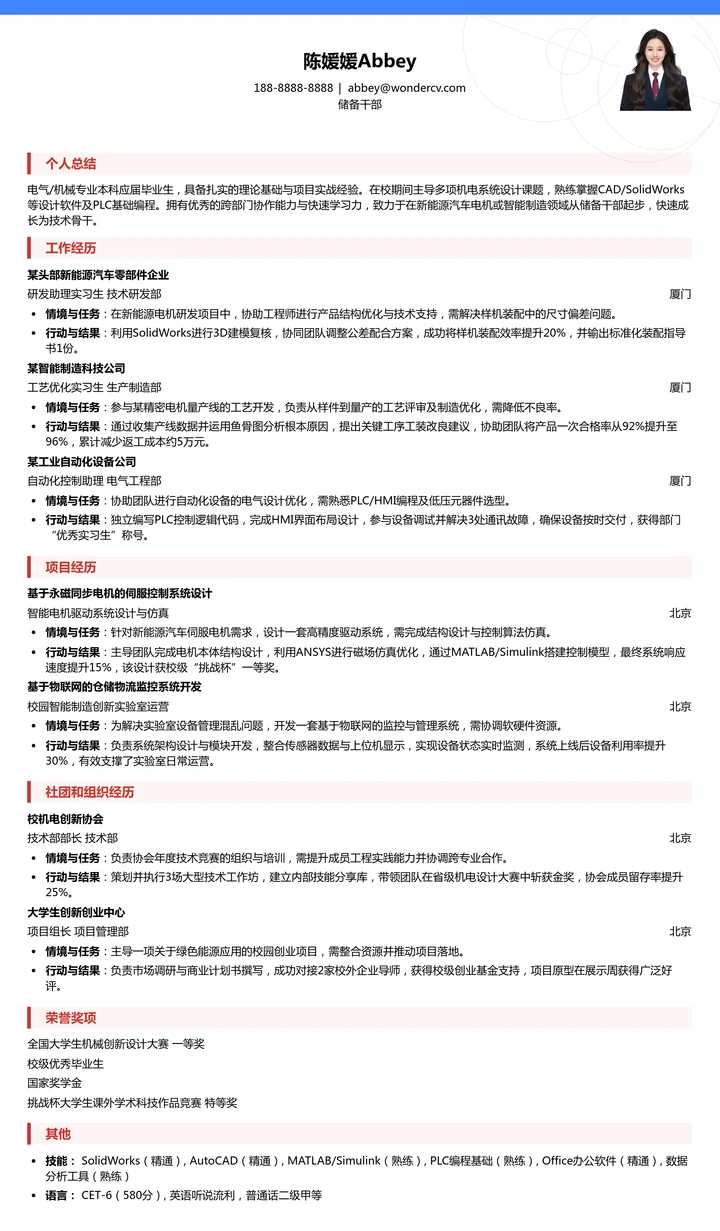 陈媛媛Abbey
188-8888-8888 | abbey@wondercv.com
储备干部
个人总结
电气/机械专业本科应届毕业生，具备扎实的理论基础与项目实战经验。在校期间主导多项机电系统设计课题，熟练掌握CAD/SolidWorks
等设计软件及PLC基础编程。拥有优秀的跨部门协作能力与快速学习力，致力于在新能源汽车电机或智能制造领域从储备干部起步，快速成
长为技术骨干。
工作经历
某头部新能源汽车零部件企业
研发助理实习生 技术研发部 厦门
• 情境与任务：在新能源电机研发项目中，协助工程师进行产品结构优化与技术支持，需解决样机装配中的尺寸偏差问题。
• 行动与结果：利用SolidWorks进行3D建模复核，协同团队调整公差配合方案，成功将样机装配效率提升20%，并输出标准化装配指导
书1份。
某智能制造科技公司
工艺优化实习生 生产制造部 厦门
• 情境与任务：参与某精密电机量产线的工艺开发，负责从样件到量产的工艺评审及制造优化，需降低不良率。
• 行动与结果：通过收集产线数据并运用鱼骨图分析根本原因，提出关键工序工装改良建议，协助团队将产品一次合格率从92%提升至
96%，累计减少返工成本约5万元。
某工业自动化设备公司
自动化控制助理 电气工程部 厦门
• 情境与任务：协助团队进行自动化设备的电气设计优化，需熟悉PLC/HMI编程及低压元器件选型。
• 行动与结果：独立编写PLC控制逻辑代码，完成HMI界面布局设计，参与设备调试并解决3处通讯故障，确保设备按时交付，获得部门
“优秀实习生”称号。
项目经历
基于永磁同步电机的伺服控制系统设计
智能电机驱动系统设计与仿真 北京
• 情境与任务：针对新能源汽车伺服电机需求，设计一套高精度驱动系统，需完成结构设计与控制算法仿真。
• 行动与结果：主导团队完成电机本体结构设计，利用ANSYS进行磁场仿真优化，通过MATLAB/Simulink搭建控制模型，最终系统响应
速度提升15%，该设计获校级“挑战杯”一等奖。
基于物联网的仓储物流监控系统开发
校园智能制造创新实验室运营 北京
• 情境与任务：为解决实验室设备管理混乱问题，开发一套基于物联网的监控与管理系统，需协调软硬件资源。
• 行动与结果：负责系统架构设计与模块开发，整合传感器数据与上位机显示，实现设备状态实时监测，系统上线后设备利用率提升
30%，有效支撑了实验室日常运营。
社团和组织经历
校机电创新协会
技术部部长 技术部 北京
• 情境与任务：负责协会年度技术竞赛的组织与培训，需提升成员工程实践能力并协调跨专业合作。
• 行动与结果：策划并执行3场大型技术工作坊，建立内部技能分享库，带领团队在省级机电设计大赛中斩获金奖，协会成员留存率提升
25%。
大学生创新创业中心
项目组长 项目管理部 北京
• 情境与任务：主导一项关于绿色能源应用的校园创业项目，需整合资源并推动项目落地。
• 行动与结果：负责市场调研与商业计划书撰写，成功对接2家校外企业导师，获得校级创业基金支持，项目原型在展示周获得广泛好
评。
荣誉奖项
全国大学生机械创新设计大赛 一等奖
校级优秀毕业生
国家奖学金
挑战杯大学生课外学术科技作品竞赛 特等奖
其他
• 技能： SolidWorks（精通）, AutoCAD（精通）, MATLAB/Simulink（熟练）, PLC编程基础（熟练）, Office办公软件（精通）, 数据
分析工具（熟练）
• 语言： CET-6（580分）, 英语听说流利，普通话二级甲等